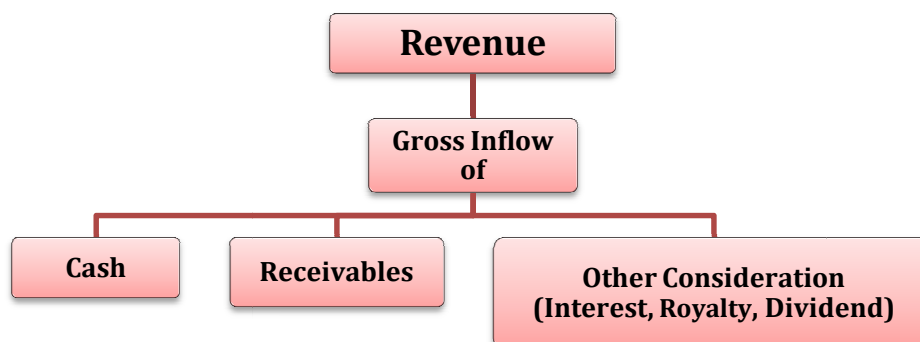 Revenue
Gross Inflow
of
Cash
Receivables
Other Consideration
(Interest, Royalty, Dividend)